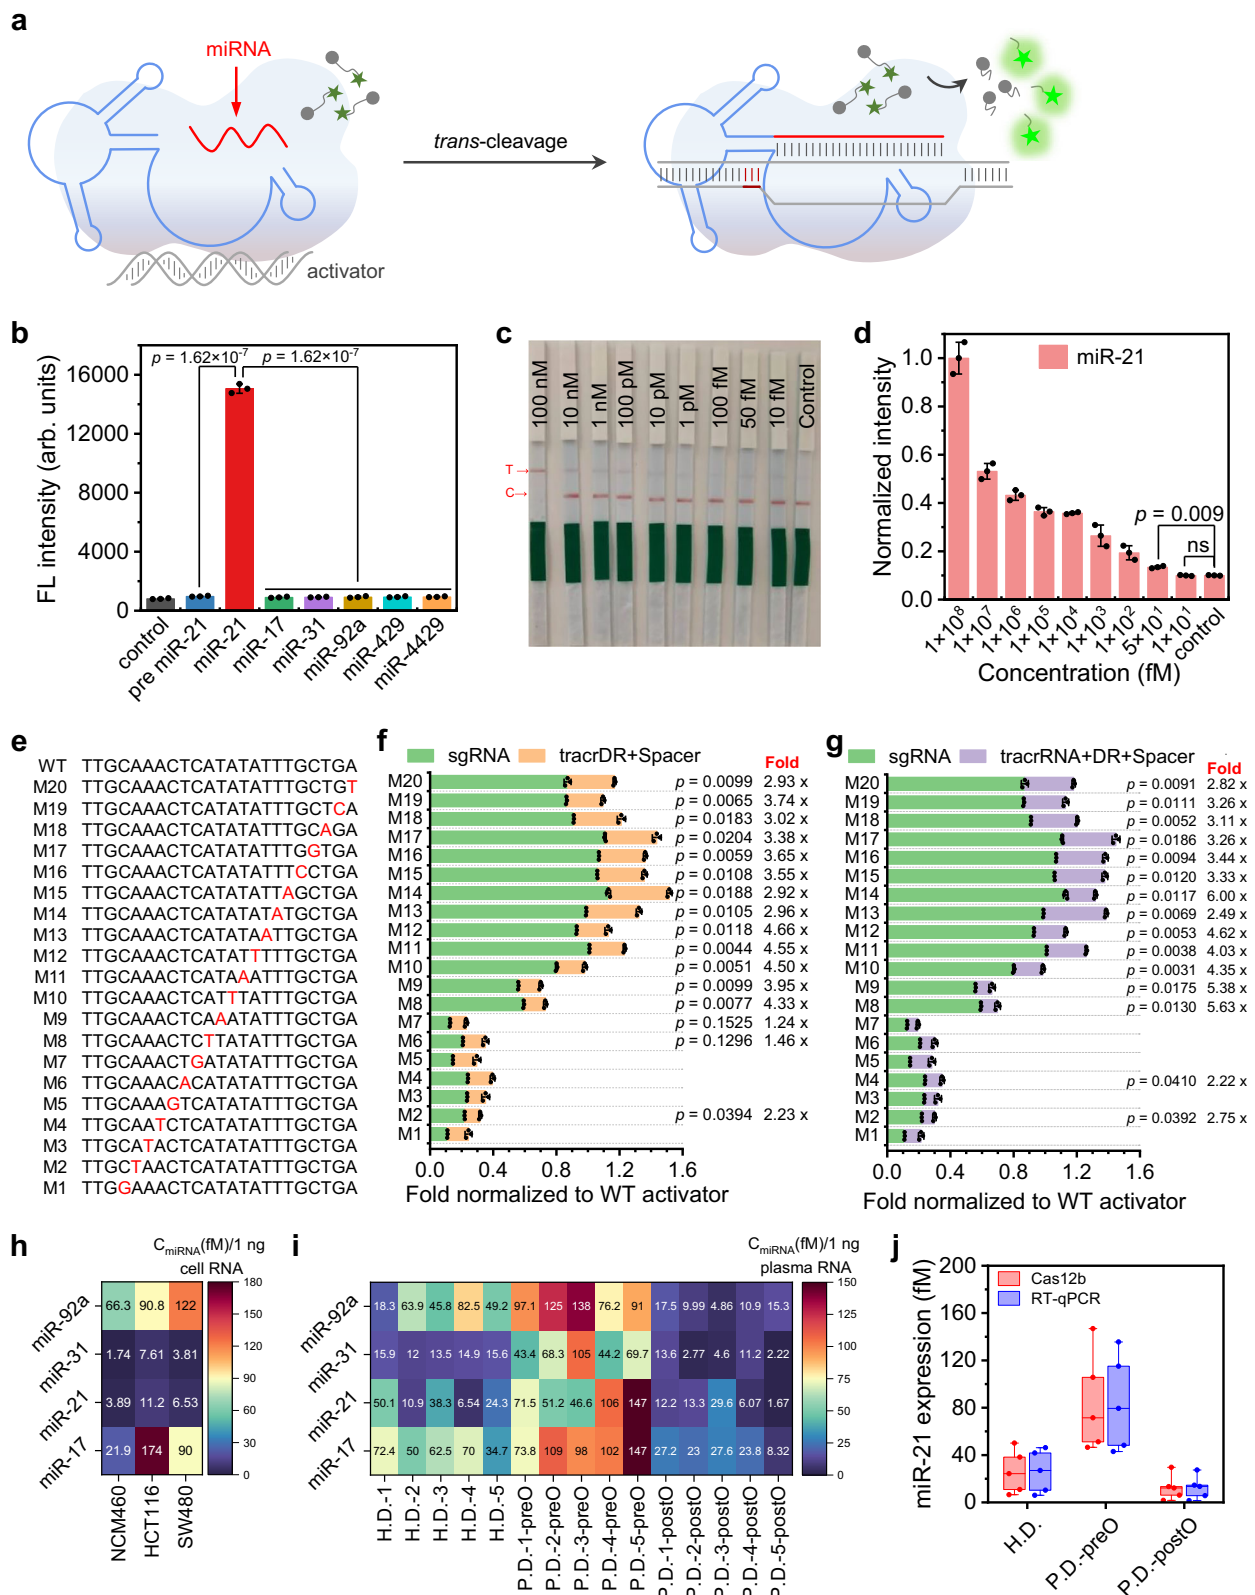 a
miRNA
trans-cleavage
activator
b
FL intensity (arb. units)
16000
12000
8000
4000
0
p = 1.62×10-7
p = 1.62×10-7
control
pre miR-21
miR-21
miR-17
miR-31
miR-92a
miR-429
miR-4429
c
100 nM
10 nM
1 nM
100 pM
10 pM
1 pM
100 fM
50 fM
10 fM
Control
T→
C→
d
Normalized intensity
1.0
0.8
0.6
0.4
0.2
0.0
miR-21
p = 0.009
ns
1×10^8
1×10^7
1×10^6
1×10^5
1×10^4
1×10^3
1×10^2
5×10^1
1×10^1
control
Concentration (fM)
e
WT TTGCAAACTCATATATTTGCTGA
M20 TTGCAAACTCATATATTTGCTGT
M19 TTGCAAACTCATATATTTGCTCA
M18 TTGCAAACTCATATATTTGCAGA
M17 TTGCAAACTCATATATTTGGTGA
M16 TTGCAAACTCATATATTTCCTGA
M15 TTGCAAACTCATATATTAGCTGA
M14 TTGCAAACTCATATATATGCTGA
M13 TTGCAAACTCATATAATTGCTGA
M12 TTGCAAACTCATATTTTTGCTGA
M11 TTGCAAACTCATAAATTTGCTGA
M10 TTGCAAACTCATTTATTTGCTGA
M9 TTGCAAACTCAAATATTTGCTGA
M8 TTGCAAACTCTTATATTTGCTGA
M7 TTGCAAACTGATATATTTGCTGA
M6 TTGCAAACACATATATTTGCTGA
M5 TTGCAAAGTCATATATTTGCTGA
M4 TTGCAATCTCATATATTTGCTGA
M3 TTGCATACTCATATATTTGCTGA
M2 TTGCTAACTCATATATTTGCTGA
M1 TTGGAAACTCATATATTTGCTGA
f
sgRNA
tracrDR+Spacer
Fold
M20 p = 0.0099 2.93 x
M19 p = 0.0065 3.74 x
M18 p = 0.0183 3.02 x
M17 p = 0.0204 3.38 x
M16 p = 0.0059 3.65 x
M15 p = 0.0108 3.55 x
M14 p = 0.0188 2.92 x
M13 p = 0.0105 2.96 x
M12 p = 0.0118 4.66 x
M11 p = 0.0044 4.55 x
M10 p = 0.0051 4.50 x
M9 p = 0.0099 3.95 x
M8 p = 0.0077 4.33 x
M7 p = 0.1525 1.24 x
M6 p = 0.1296 1.46 x
M5
M4
M3
M2 p = 0.0394 2.23 x
M1
0.0 0.4 0.8 1.2 1.6
Fold normalized to WT activator
g
sgRNA
tracrRNA+DR+Spacer
Fold
M20 p = 0.0091 2.82 x
M19 p = 0.0111 3.26 x
M18 p = 0.0052 3.11 x
M17 p = 0.0186 3.26 x
M16 p = 0.0094 3.44 x
M15 p = 0.0120 3.33 x
M14 p = 0.0117 6.00 x
M13 p = 0.0069 2.49 x
M12 p = 0.0053 4.62 x
M11 p = 0.0038 4.03 x
M10 p = 0.0031 4.35 x
M9 p = 0.0175 5.38 x
M8 p = 0.0130 5.63 x
M7
M6
M5
M4 p = 0.0410 2.22 x
M3
M2 p = 0.0392 2.75 x
M1
0.0 0.4 0.8 1.2 1.6
Fold normalized to WT activator
h
CmiRNA(fM)/1 ng
cell RNA
miR-92a 66.3 90.8 122
miR-31 1.74 7.61 3.81
miR-21 3.89 11.2 6.53
miR-17 21.9 174 90
NCM460
HCT116
SW480
180
150
120
90
60
30
0
i
CmiRNA(fM)/1 ng
plasma RNA
miR-92a 18.3 63.9 45.8 82.5 49.2 97.1 125 138 76.2 91 17.5 9.99 4.86 10.9 15.3
miR-31 15.9 12 13.5 14.9 15.6 43.4 68.3 105 44.2 69.7 13.6 2.77 4.6 11.2 2.22
miR-21 50.1 10.9 38.3 6.54 24.3 71.5 51.2 46.6 106 147 12.2 13.3 29.6 6.07 1.67
miR-17 72.4 50 62.5 70 34.7 73.8 109 98 102 147 27.2 23 27.6 23.8 8.32
H.D.-1
H.D.-2
H.D.-3
H.D.-4
H.D.-5
P.D.-1-preO
P.D.-2-preO
P.D.-3-preO
P.D.-4-preO
P.D.-5-preO
P.D.-1-postO
P.D.-2-postO
P.D.-3-postO
P.D.-4-postO
P.D.-5-postO
150
125
100
75
50
25
0
j
miR-21 expression (fM)
200
160
120
80
40
0
Cas12b
RT-qPCR
H.D.
P.D.-preO
P.D.-postO